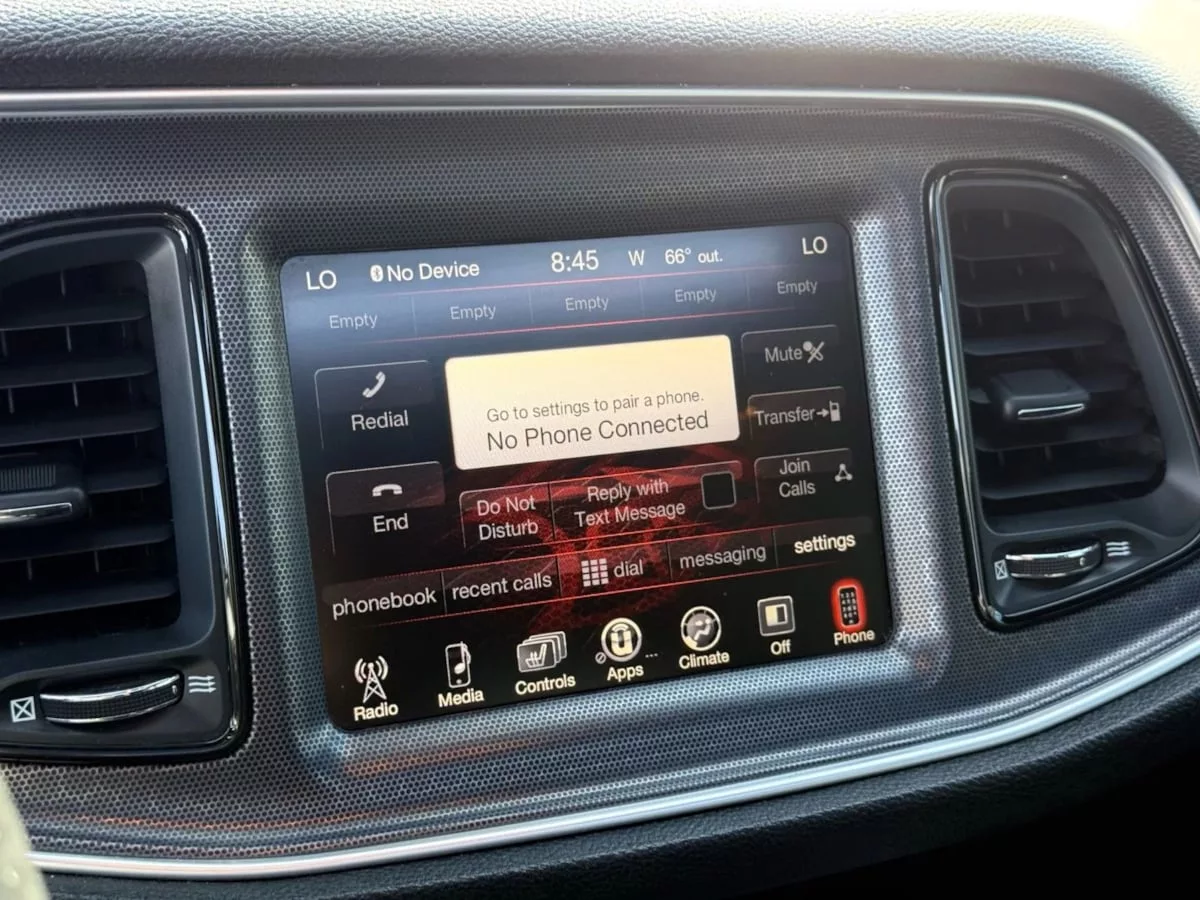 LO No Device 8:45 W 66° out. LO
Empty Empty Empty Empty Empty
Redial
Go to settings to pair a phone.
No Phone Connected
Mute
Transfer
End
Do Not
Disturb
Reply with
Text Message
Join
Calls
phonebook recent calls dial messaging settings
Radio Media Controls Apps ... Climate Off Phone